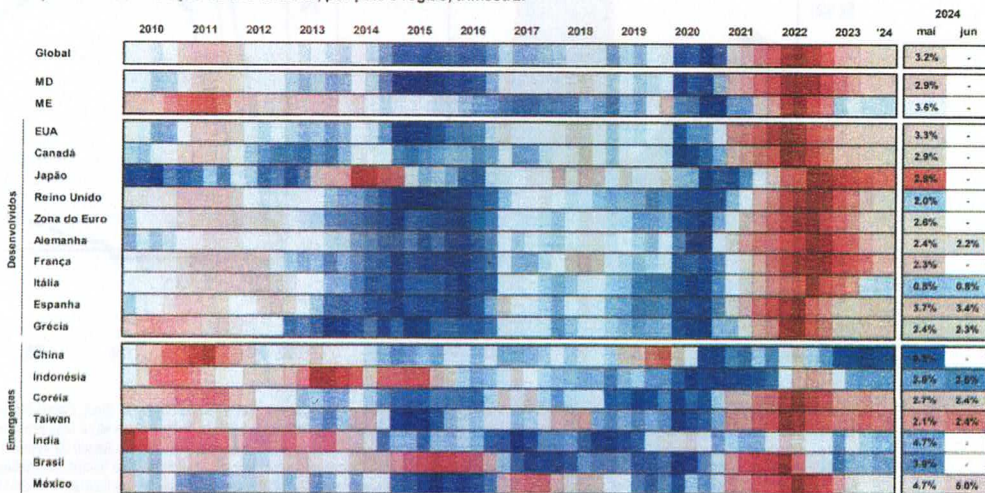 2024
2010 2011 2012 2013 2014 2015 2016 2017 2018 2019 2020 2021 2022 2023 '24 mai jun
Global 3.2% -
MD 2.9% -
ME 3.6% -
Desenvolvidos
EUA 3.3% -
Canadá 2.9% -
Japão 2.8% -
Reino Unido 2.0% -
Zona do Euro 2.6% -
Alemanha 2.4% 2.2%
França 2.3% -
Itália 0.8% 0.8%
Espanha 3.7% 3.4%
Grécia 2.4% 2.3%
Emergentes
China -
Indonésia 2.8%
Coréia 2.7% 2.4%
Taiwan 2.1% 2.4%
Índia 4.7% -
Brasil 3.9% -
México 4.7% 5.0%